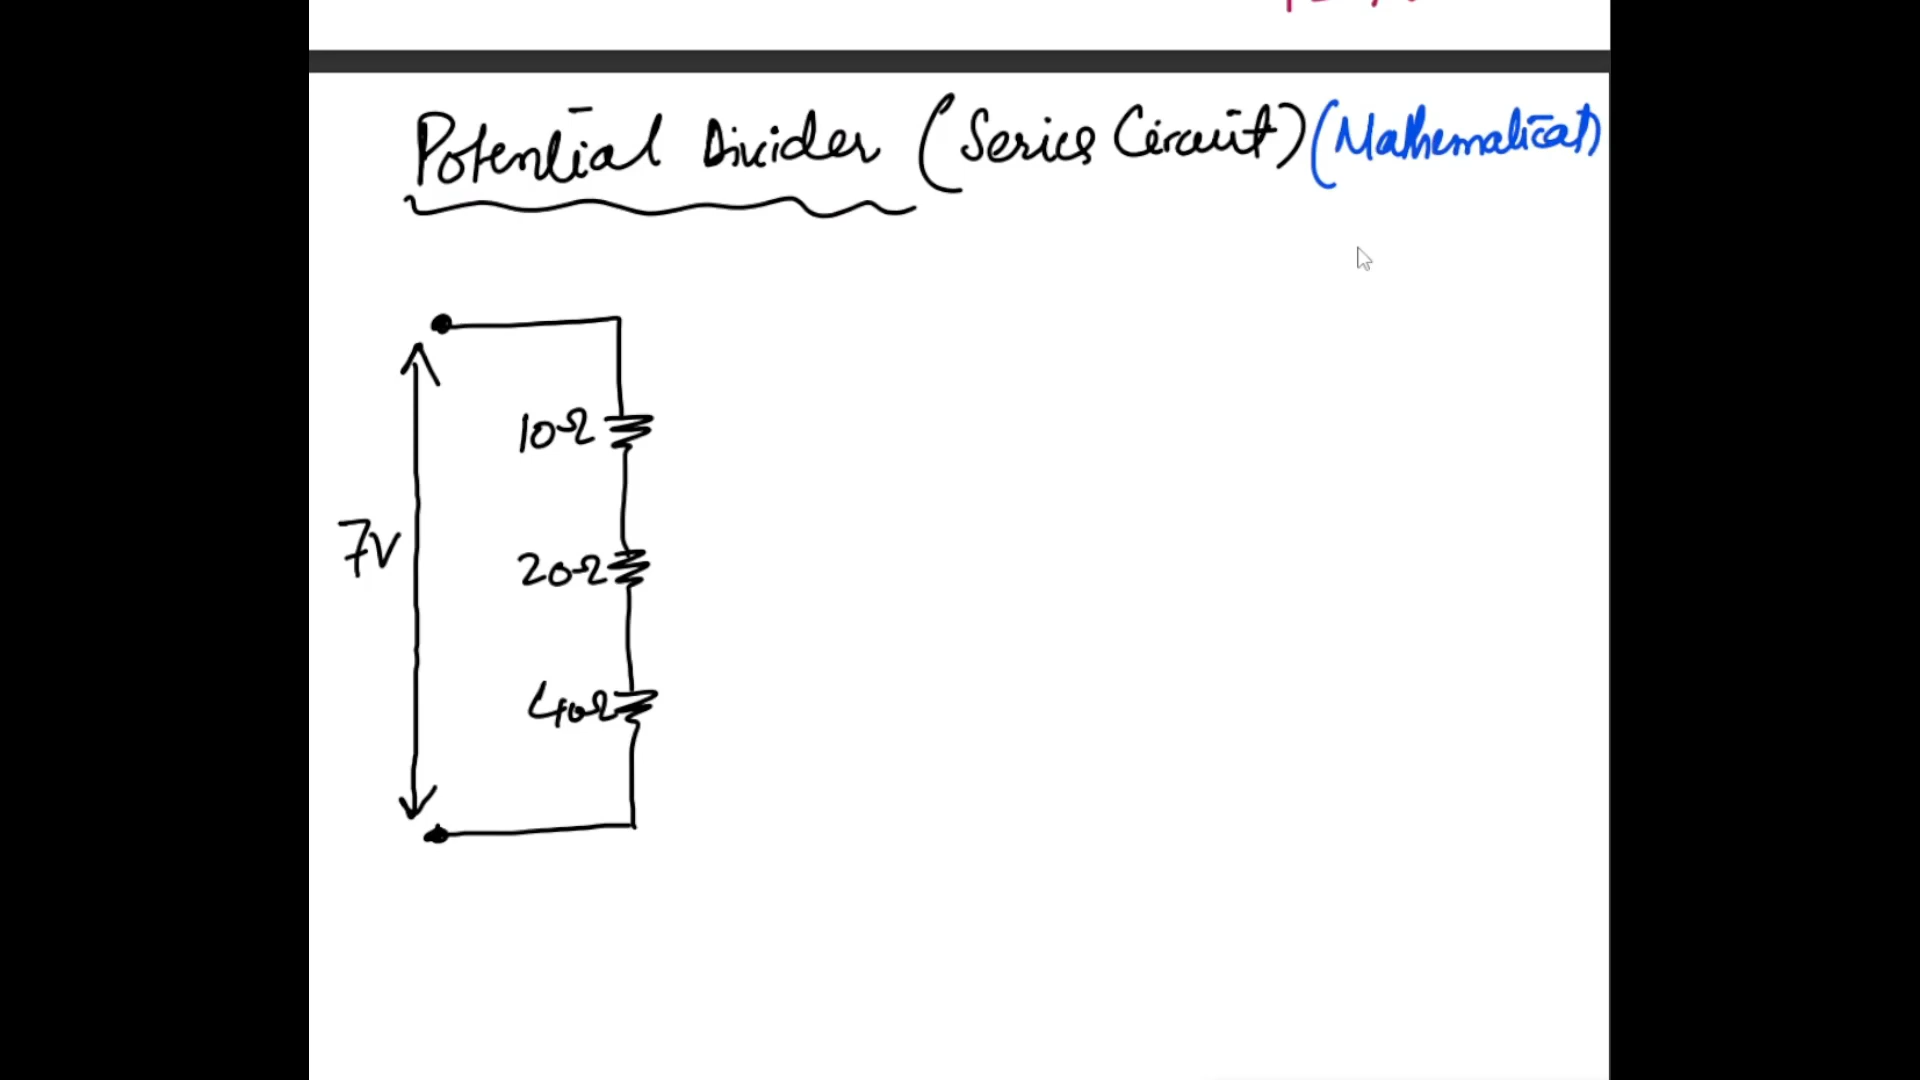 Potential Divider (Series Circuit) (Mathematical)
10Ω
7V
20Ω
40Ω